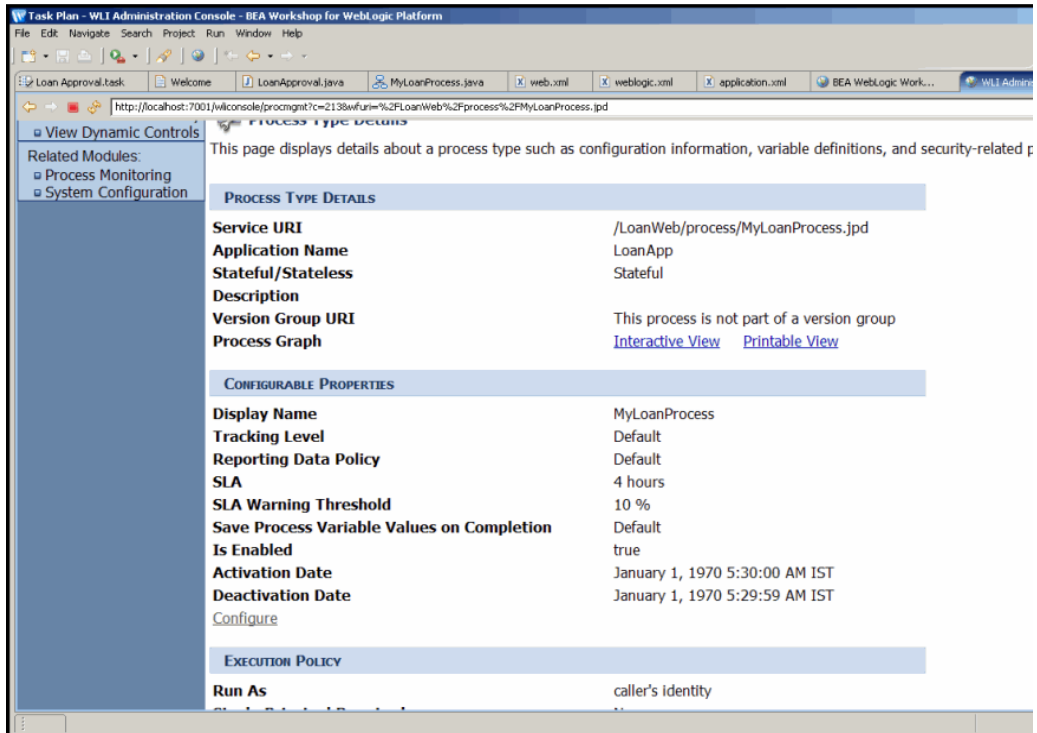 Task Plan - WLI Administration Console - BEA Workshop for WebLogic Platform
File Edit Navigate Search Project Run Window Help
Loan Approval.task Welcome LoanApproval.java MyLoanProcess.java web.xml weblogic.xml application.xml BEA WebLogic Work... WLI Adminis
http://localhost:7001/wliconsole/procmgmt?c=213&wfuri=%2FLoanWeb%2Fprocess%2FMyLoanProcess.jpd
View Dynamic Controls
Related Modules:
Process Monitoring
System Configuration
Process Type Details
This page displays details about a process type such as configuration information, variable definitions, and security-related p
PROCESS TYPE DETAILS
Service URI /LoanWeb/process/MyLoanProcess.jpd
Application Name LoanApp
Stateful/Stateless Stateful
Description
Version Group URI This process is not part of a version group
Process Graph Interactive View Printable View
CONFIGURABLE PROPERTIES
Display Name MyLoanProcess
Tracking Level Default
Reporting Data Policy Default
SLA 4 hours
SLA Warning Threshold 10 %
Save Process Variable Values on Completion Default
Is Enabled true
Activation Date January 1, 1970 5:30:00 AM IST
Deactivation Date January 1, 1970 5:29:59 AM IST
Configure
EXECUTION POLICY
Run As caller's identity